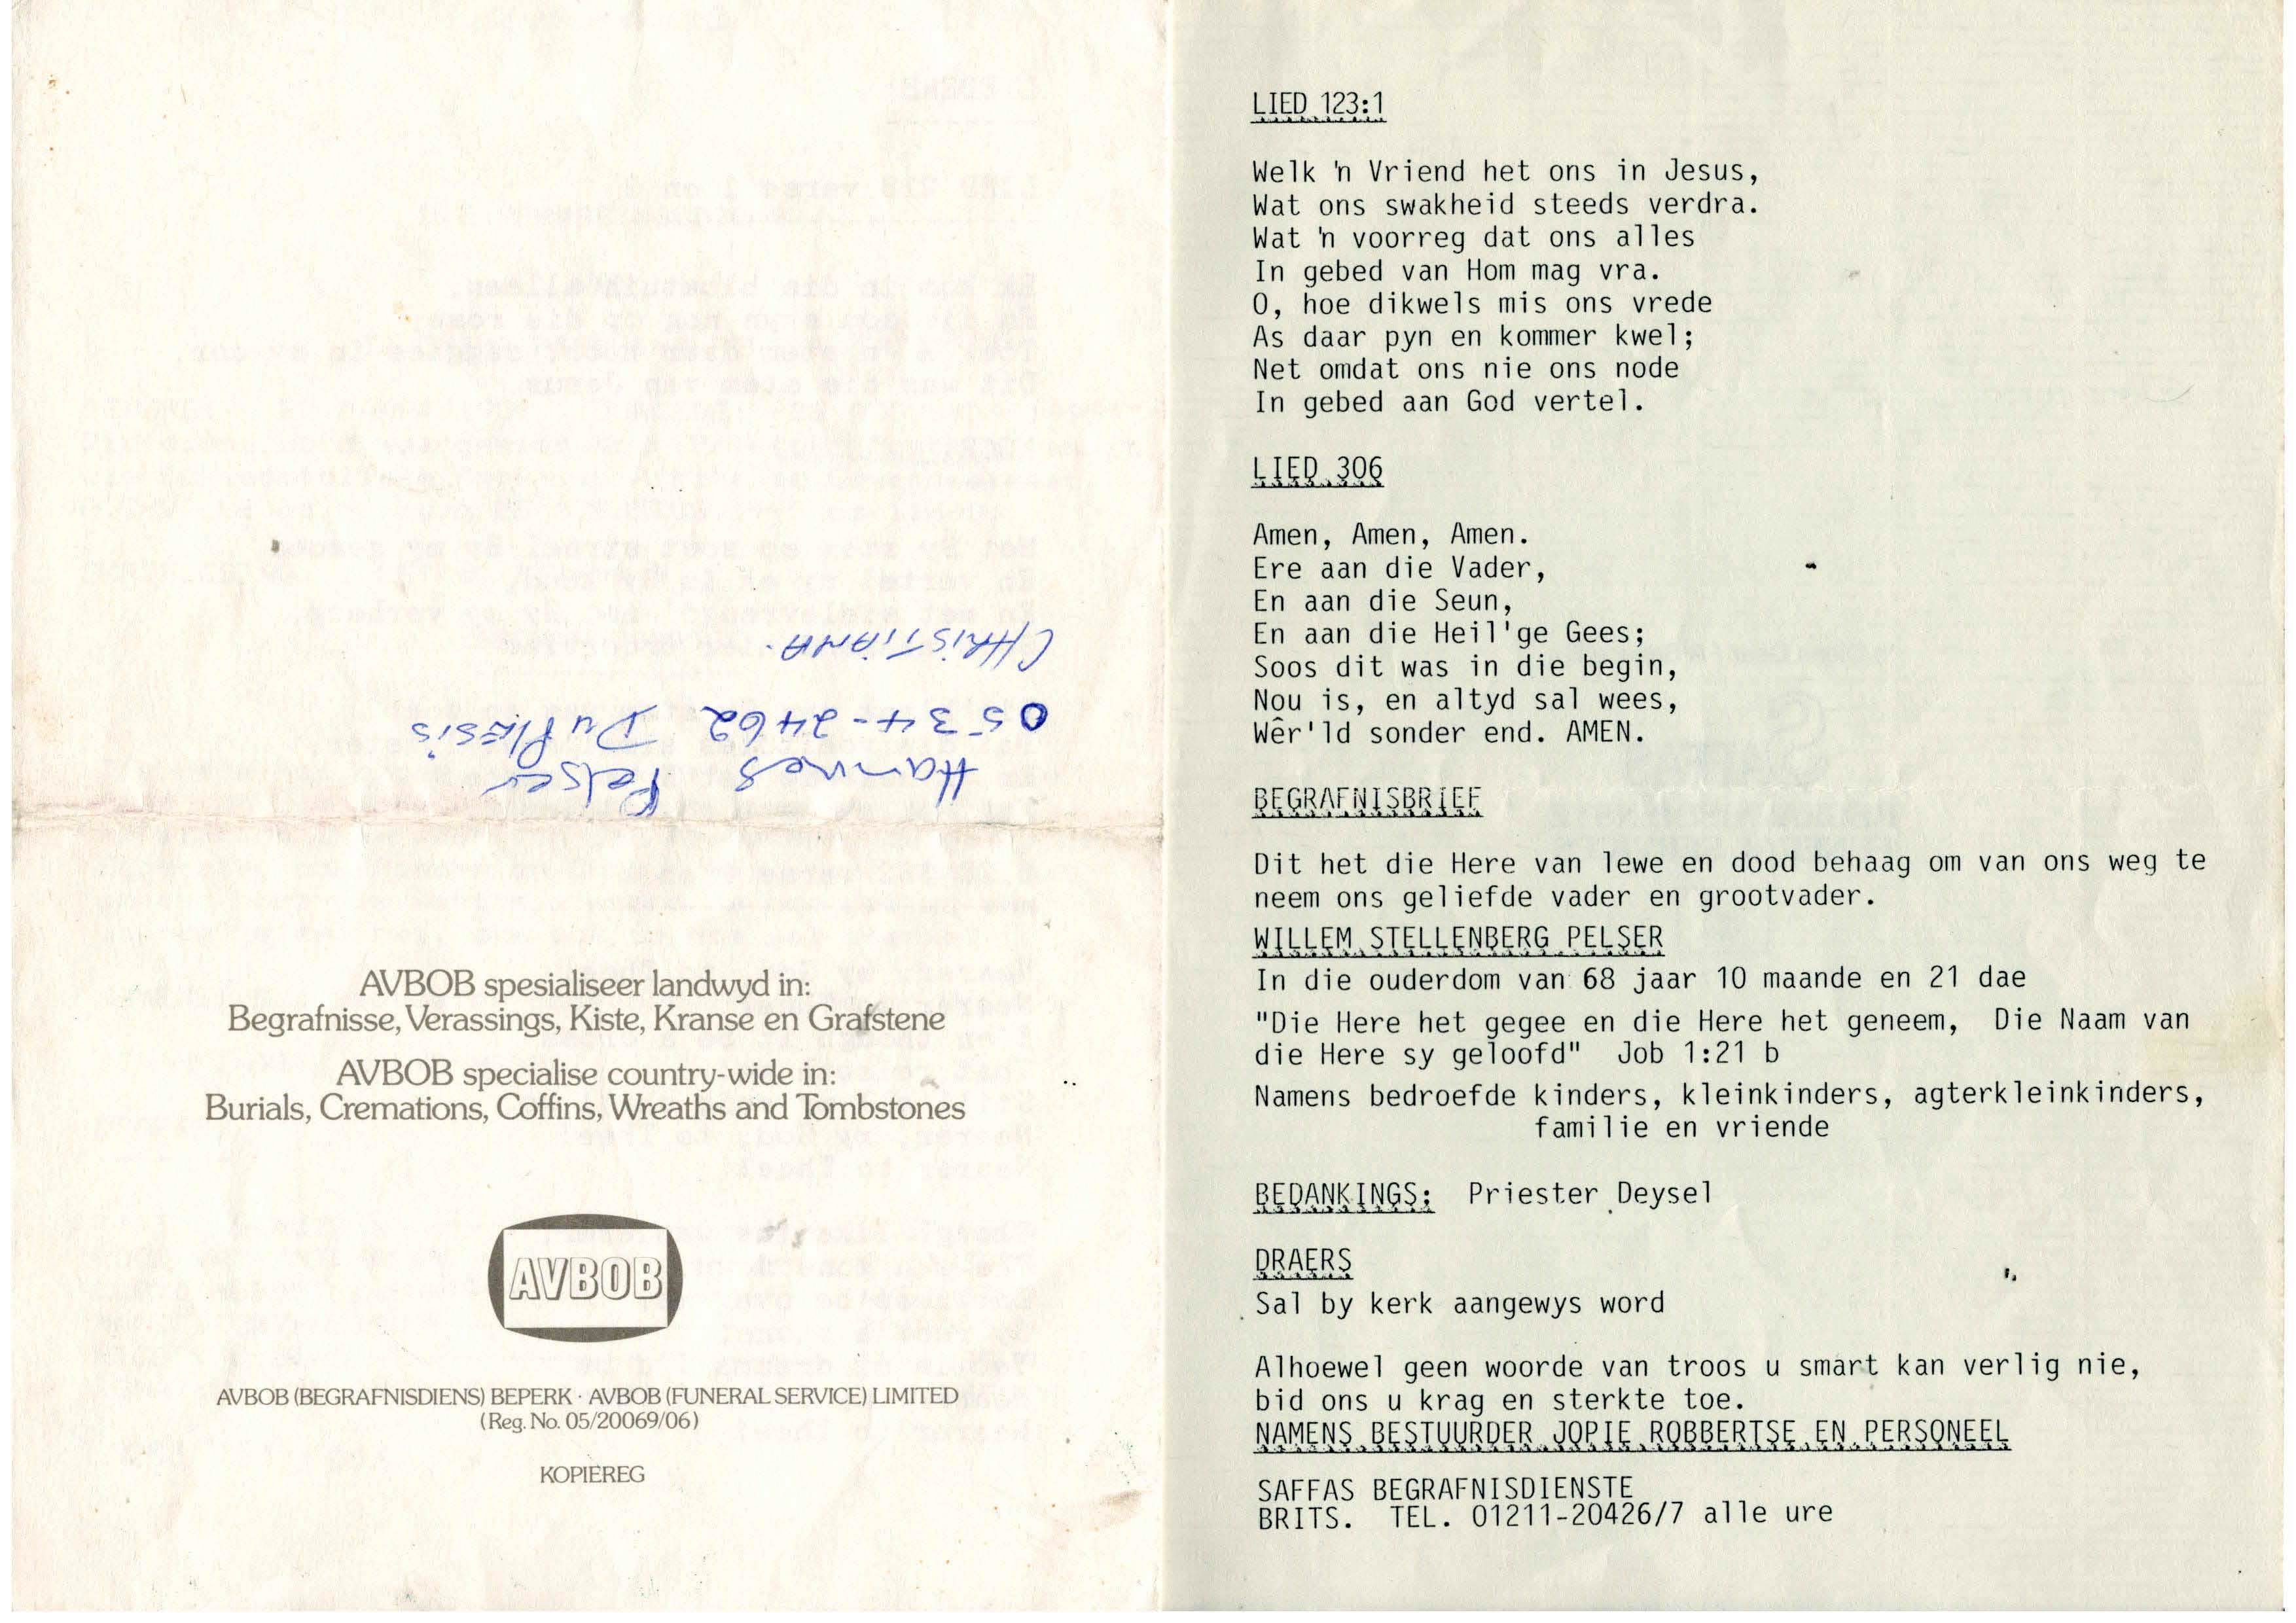 Hannes Pelser
0534-2462 Du Plesis
CHRISTIANA.
AVBOB spesialiseer landwyd in:
Begrafnisse, Verassings, Kiste, Kranse en Grafstene
AVBOB specialise country-wide in:
Burials, Cremations, Coffins, Wreaths and Tombstones
AVBOB
AVBOB (BEGRAFNISDIENS) BEPERK · AVBOB (FUNERAL SERVICE) LIMITED
(Reg. No. 05/20069/06)
KOPIEREG
LIED 123:1
Welk 'n Vriend het ons in Jesus,
Wat ons swakheid steeds verdra.
Wat 'n voorreg dat ons alles
In gebed van Hom mag vra.
O, hoe dikwels mis ons vrede
As daar pyn en kommer kwel;
Net omdat ons nie ons node
In gebed aan God vertel.
LIED 306
Amen, Amen, Amen.
Ere aan die Vader,
En aan die Seun,
En aan die Heil'ge Gees;
Soos dit was in die begin,
Nou is, en altyd sal wees,
Wêr'ld sonder end. AMEN.
BEGRAFNISBRIEF
Dit het die Here van lewe en dood behaag om van ons weg te
neem ons geliefde vader en grootvader.
WILLEM STELLENBERG PELSER
In die ouderdom van 68 jaar 10 maande en 21 dae
"Die Here het gegee en die Here het geneem, Die Naam van
die Here sy geloofd" Job 1:21 b
Namens bedroefde kinders, kleinkinders, agterkleinkinders,
familie en vriende
BEDANKINGS: Priester Deysel
DRAERS
Sal by kerk aangewys word
Alhoewel geen woorde van troos u smart kan verlig nie,
bid ons u krag en sterkte toe.
NAMENS BESTUURDER JOPIE ROBBERTSE EN PERSONEEL
SAFFAS BEGRAFNISDIENSTE
BRITS. TEL. 01211-20426/7 alle ure